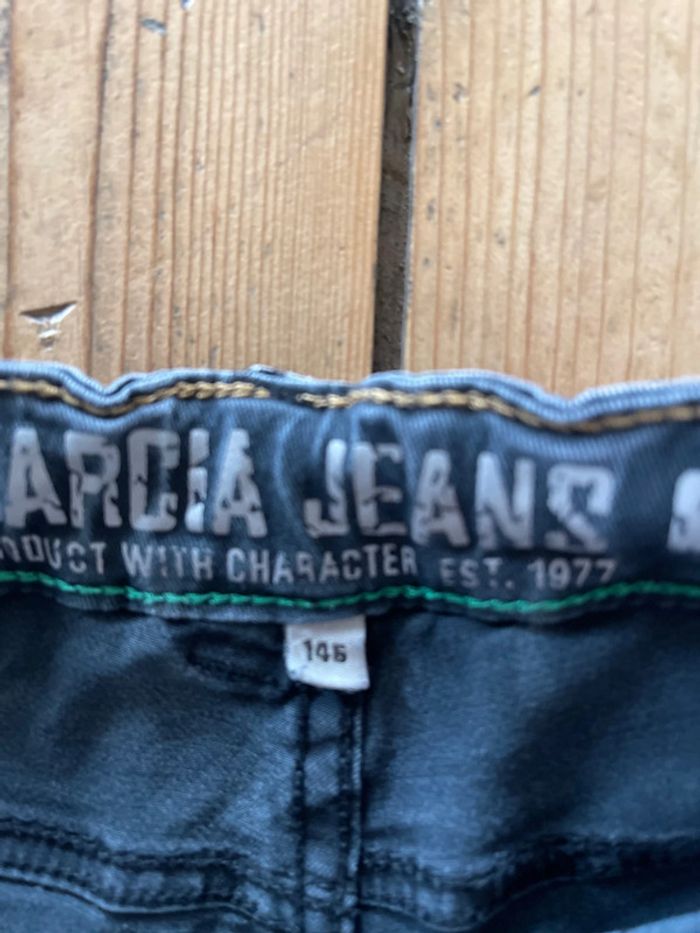 ARCIA JEANS
ODUCT WITH CHARACTER EST. 1977
146